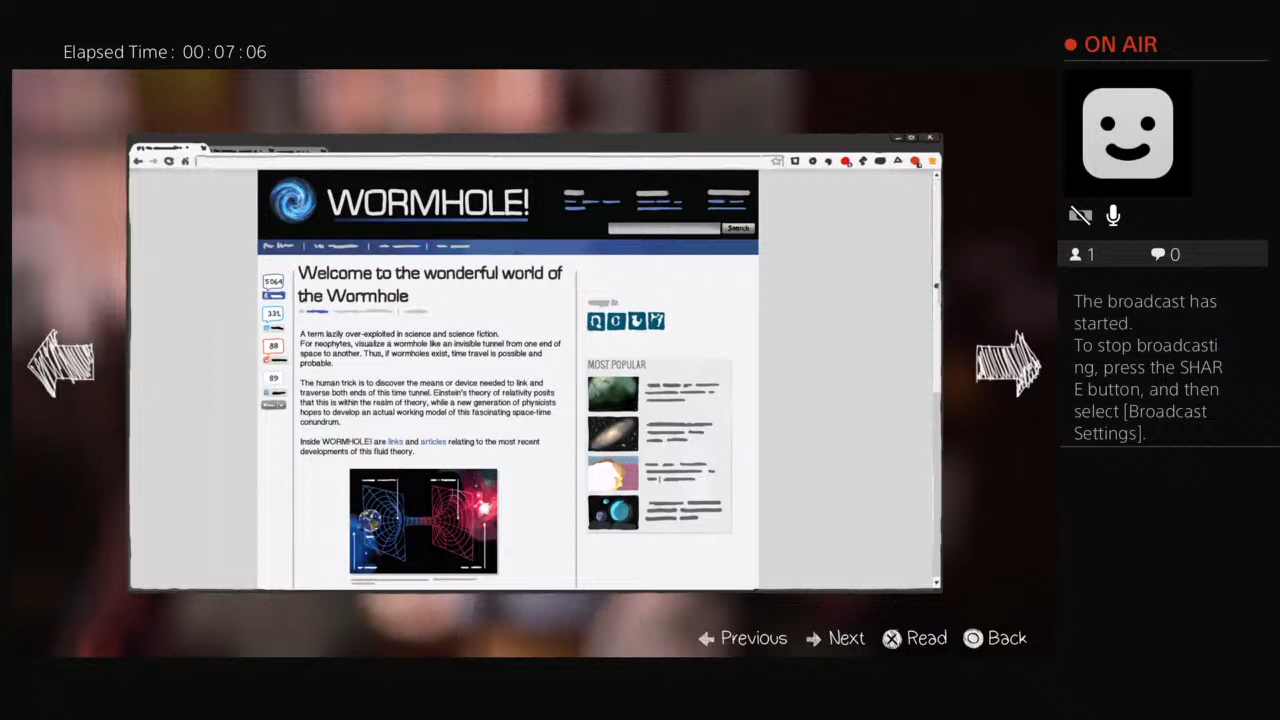 Elapsed Time: 00:07:06
ON AIR
1
0
The broadcast has
started.
To stop broadcasti
ng, press the SHAR
E button, and then
select [Broadcast
Settings].
WORMHOLE!
Search
Welcome to the wonderful world of
the Wormhole
5064
331
88
89
A term lazily over-exploited in science and science fiction.
For neophytes, visualize a wormhole like an invisible tunnel from one end of
space to another. Thus, if wormholes exist, time travel is possible and
probable.
The human trick is to discover the means or device needed to link and
traverse both ends of this time tunnel. Einstein's theory of relativity posits
that this is within the realm of theory, while a new generation of physicists
hopes to develop an actual working model of this fascinating space-time
conundrum.
Inside WORMHOLE! are links and articles relating to the most recent
developments of this fluid theory.
MOST POPULAR
Previous
Next
Read
Back